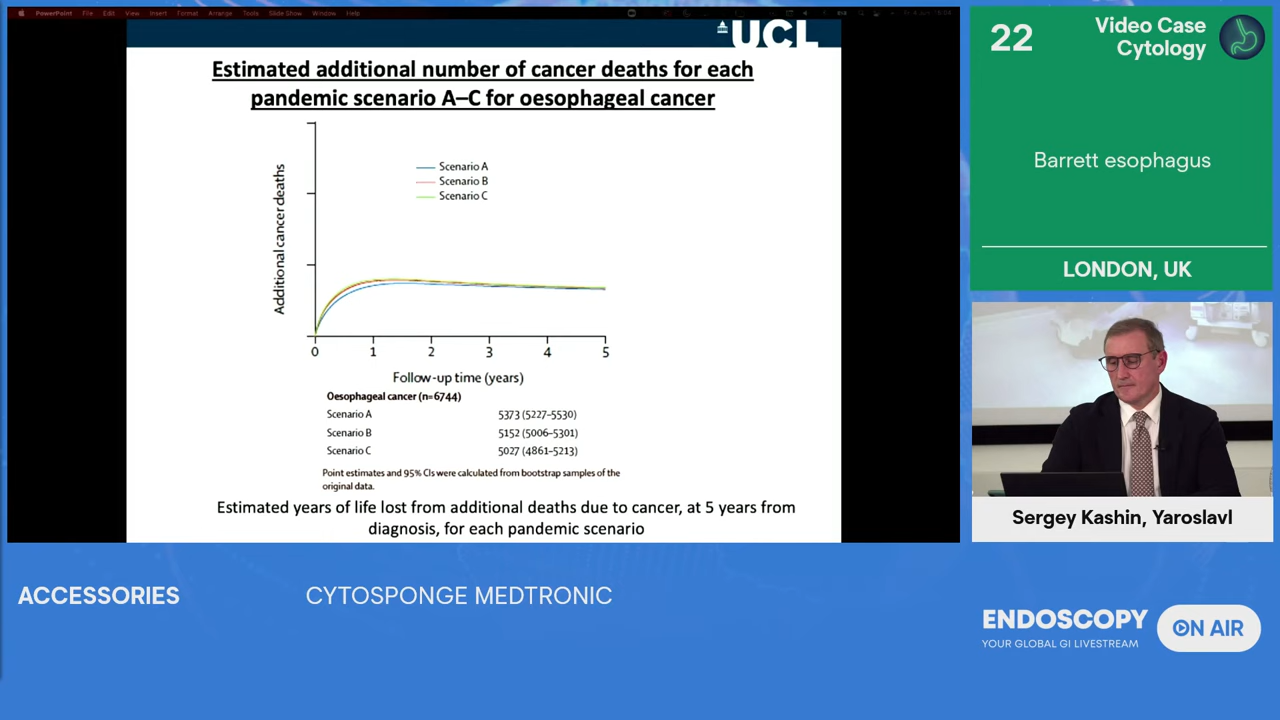 PowerPoint File Edit View Insert Format Arrange Tools Slide Show Window Help
UCL
Estimated additional number of cancer deaths for each
pandemic scenario A–C for oesophageal cancer
Additional cancer deaths
Scenario A
Scenario B
Scenario C
0 1 2 3 4 5
Follow-up time (years)
Oesophageal cancer (n=6744)
Scenario A 5373 (5227–5530)
Scenario B 5152 (5006–5301)
Scenario C 5027 (4861–5213)
Point estimates and 95% CIs were calculated from bootstrap samples of the
original data.
Estimated years of life lost from additional deaths due to cancer, at 5 years from
diagnosis, for each pandemic scenario
22
Video Case
Cytology
Barrett esophagus
LONDON, UK
Sergey Kashin, Yaroslavl
ACCESSORIES
CYTOSPONGE MEDTRONIC
ENDOSCOPY
YOUR GLOBAL GI LIVESTREAM
ON AIR